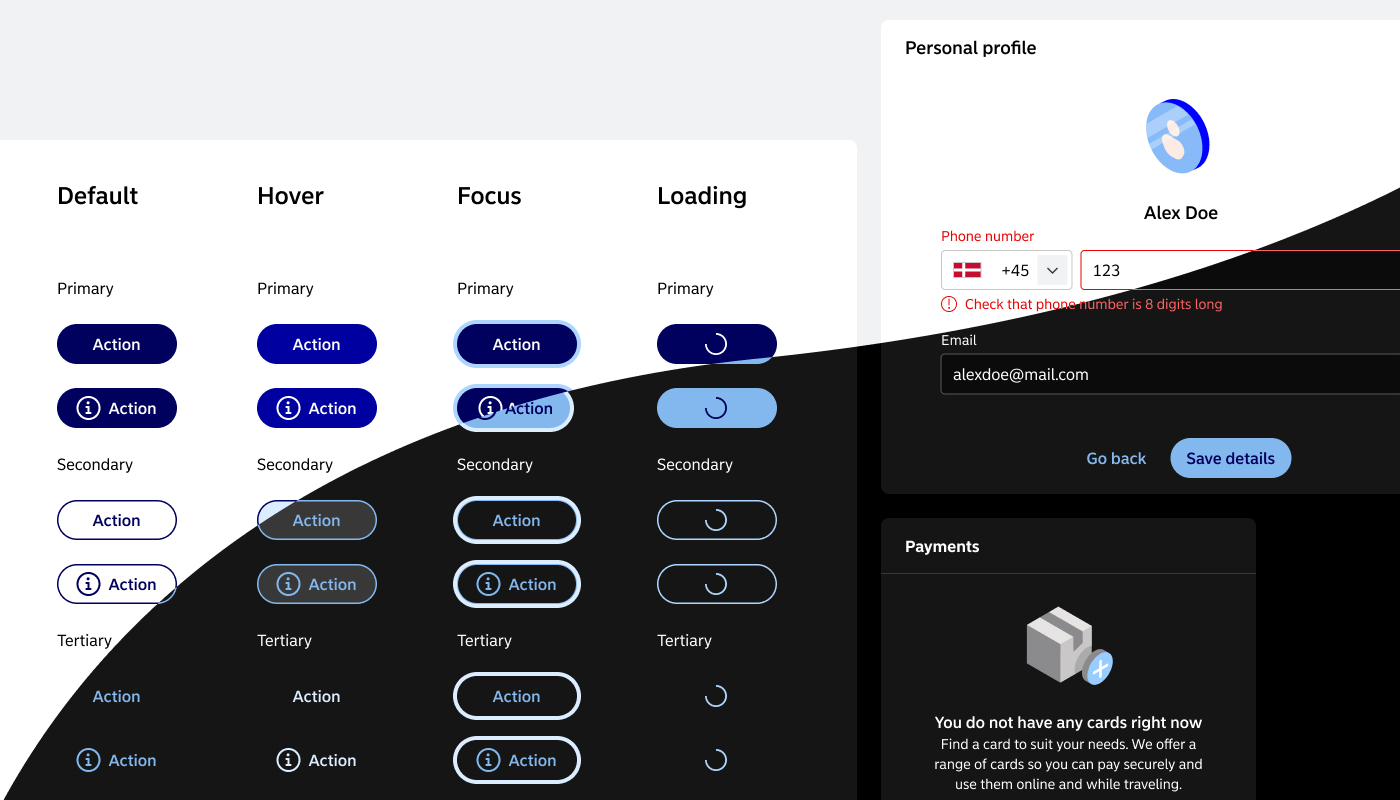 Default Hover Focus Loading
Primary Primary Primary Primary
Action Action Action
Action Action Action
Secondary Secondary Secondary Secondary
Action Action Action
Action Action Action
Tertiary Tertiary Tertiary Tertiary
Action Action Action
Action Action Action
Personal profile
Alex Doe
Phone number
+45 123
Check that phone number is 8 digits long
Email
alexdoe@mail.com
Go back Save details
Payments
You do not have any cards right now
Find a card to suit your needs. We offer a
range of cards so you can pay securely and
use them online and while traveling.